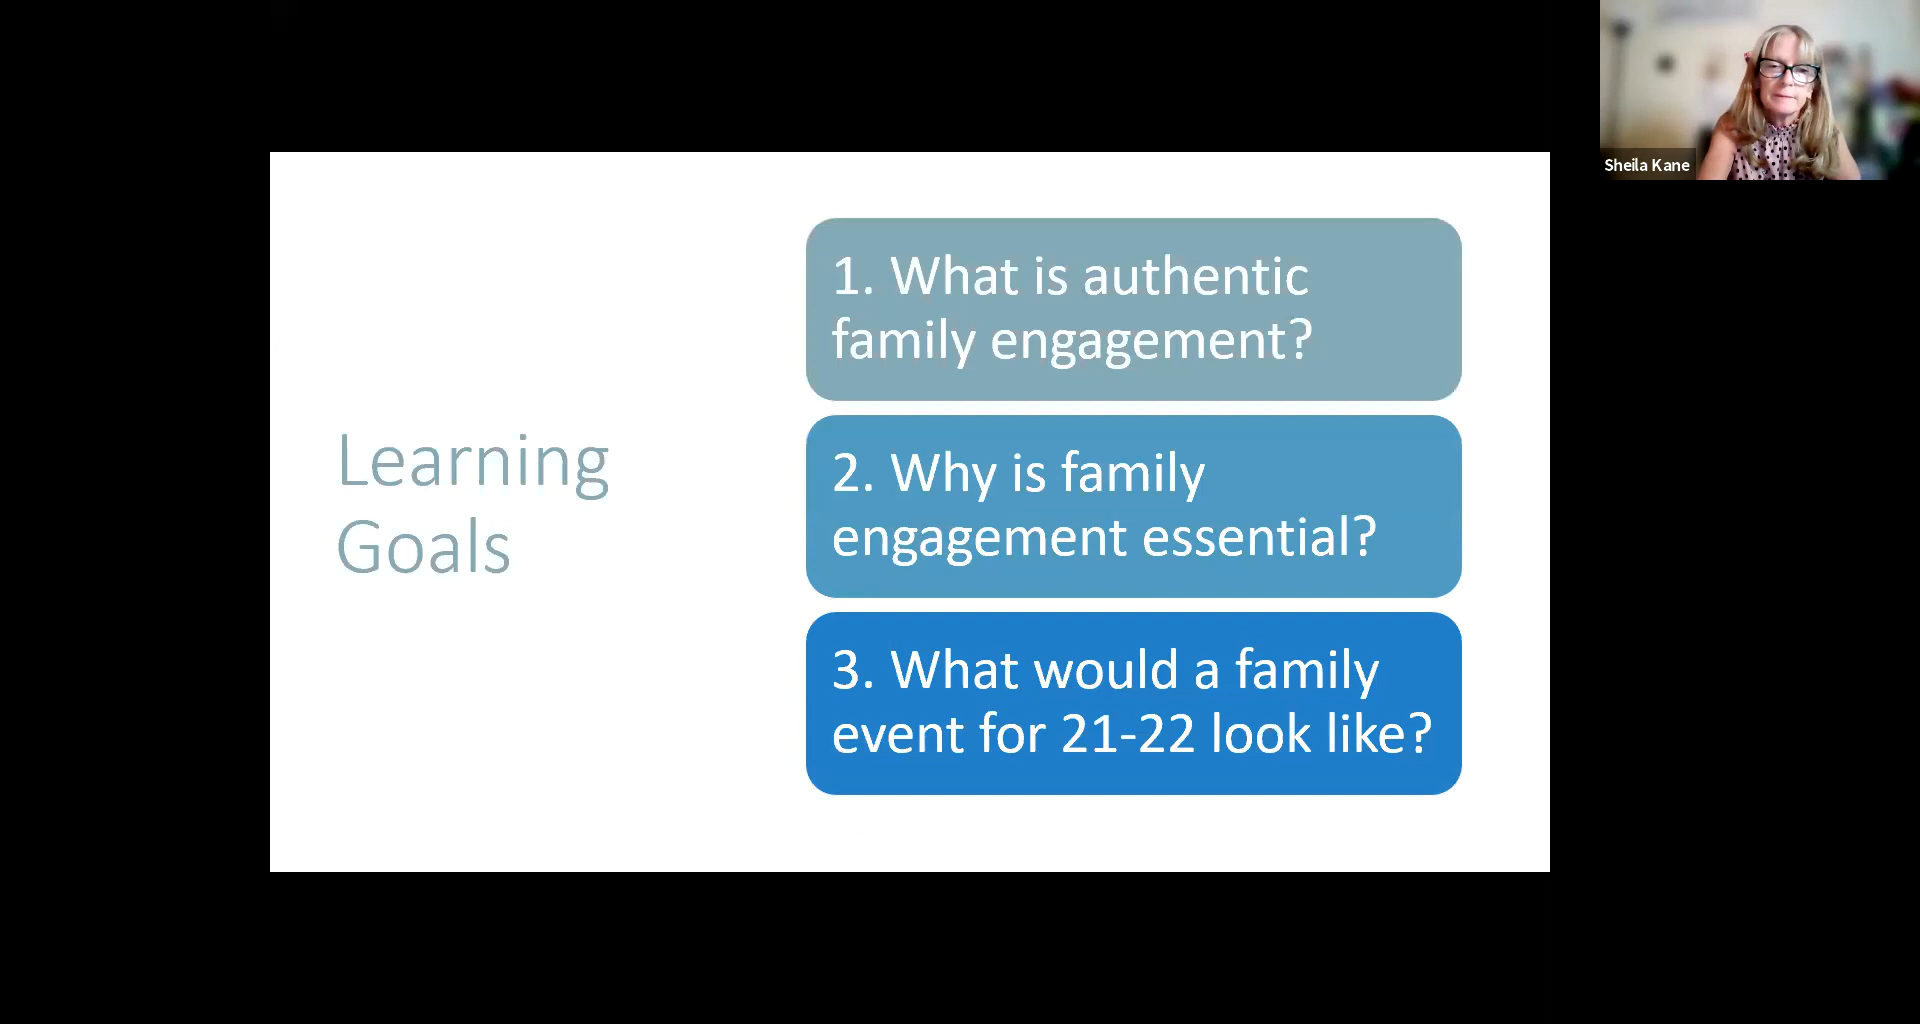 Learning
Goals
1. What is authentic
family engagement?
2. Why is family
engagement essential?
3. What would a family
event for 21-22 look like?
Sheila Kane